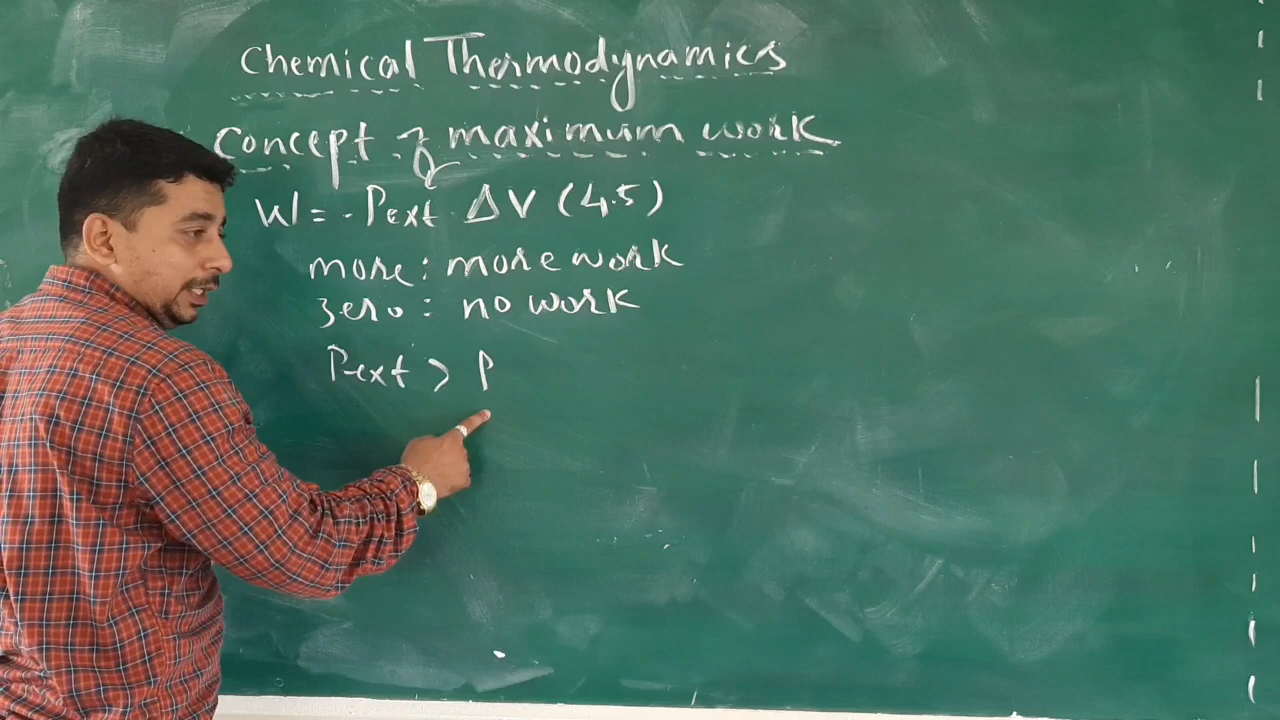 Chemical Thermodynamics
Concept of maximum work
W = - Pext . ΔV (4.5)
more : more work
zero : no work
Pext > P